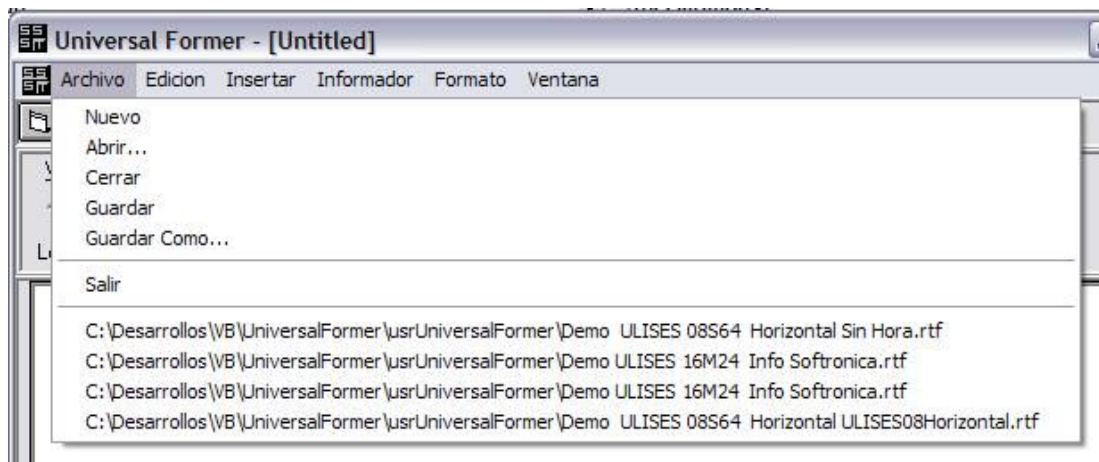 Universal Former - [Untitled]
Archivo Edicion Insertar Informador Formato Ventana
Nuevo
Abrir...
Cerrar
Guardar
Guardar Como...
Salir
C:\Desarrollos\VB\UniversalFormer\usrUniversalFormer\Demo ULISES 08S64 Horizontal Sin Hora.rtf
C:\Desarrollos\VB\UniversalFormer\usrUniversalFormer\Demo ULISES 16M24 Info Softronica.rtf
C:\Desarrollos\VB\UniversalFormer\usrUniversalFormer\Demo ULISES 16M24 Info Softronica.rtf
C:\Desarrollos\VB\UniversalFormer\usrUniversalFormer\Demo ULISES 08S64 Horizontal ULISES08Horizontal.rtf